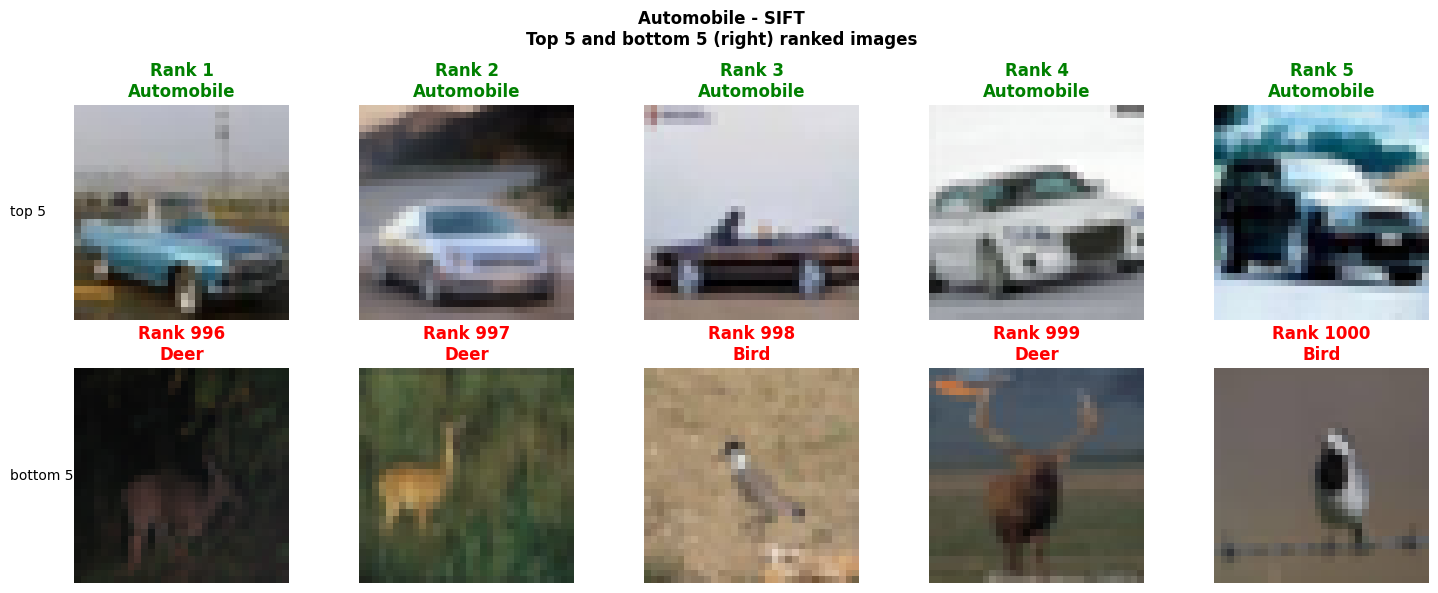 Automobile - SIFT
Top 5 and bottom 5 (right) ranked images
Rank 1
Automobile
Rank 2
Automobile
Rank 3
Automobile
Rank 4
Automobile
Rank 5
Automobile
top 5
Rank 996
Deer
Rank 997
Deer
Rank 998
Bird
Rank 999
Deer
Rank 1000
Bird
bottom 5